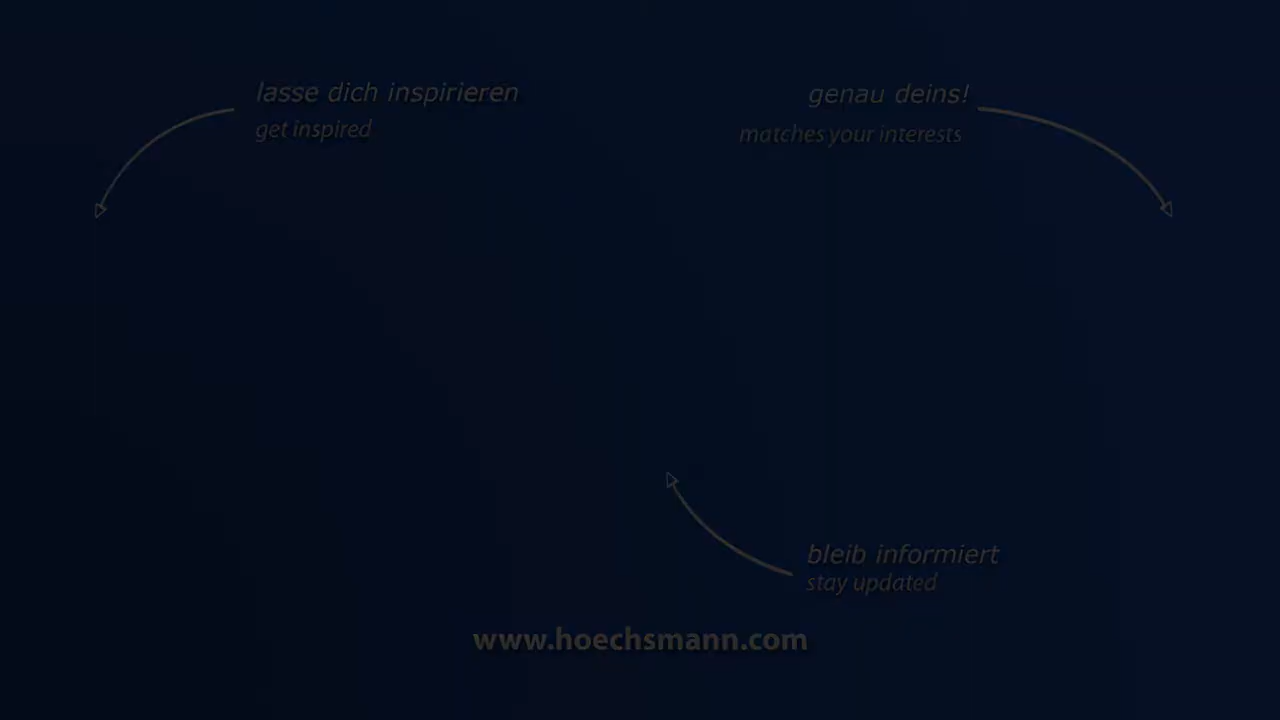 lasse dich inspirieren
get inspired
genau deins!
matches your interests
bleib informiert
stay updated
www.hoechsmann.com